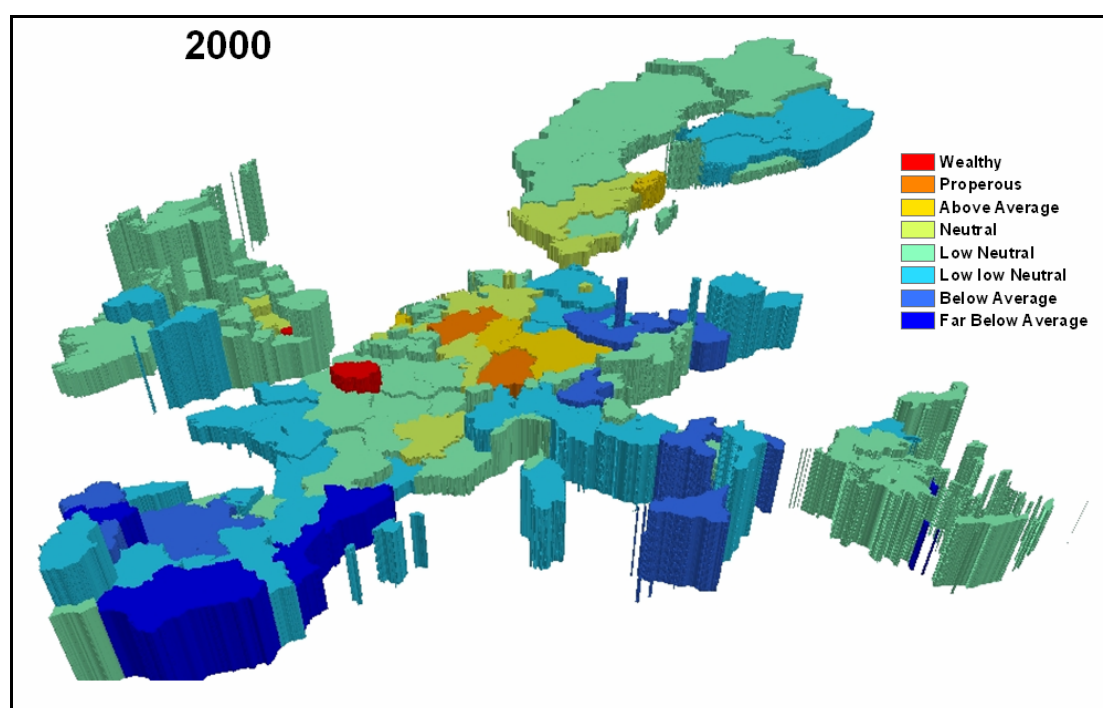 2000
Wealthy
Properous
Above Average
Neutral
Low Neutral
Low low Neutral
Below Average
Far Below Average